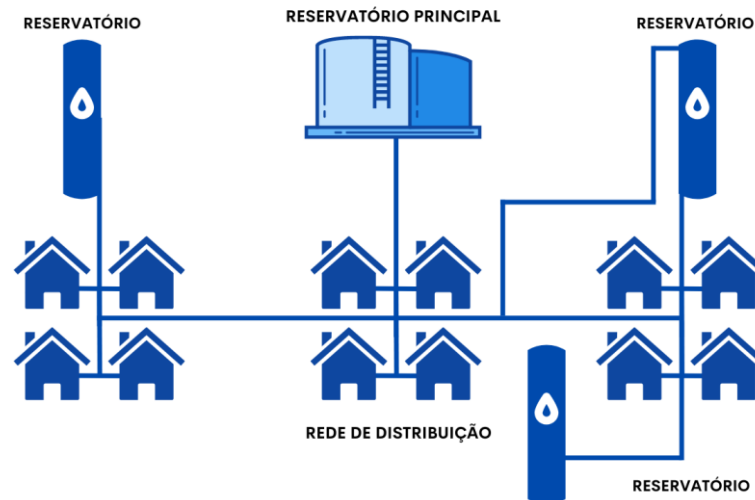 RESERVATÓRIO
RESERVATÓRIO PRINCIPAL
RESERVATÓRIO
REDE DE DISTRIBUIÇÃO
RESERVATÓRIO